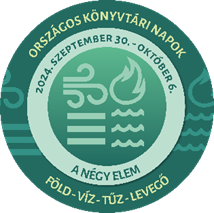 ORSZÁGOS KÖNYVTÁRI NAPOK
2024. SZEPTEMBER 30. - OKTÓBER 6.
A NÉGY ELEM
FÖLD - VÍZ - TŰZ - LEVEGŐ